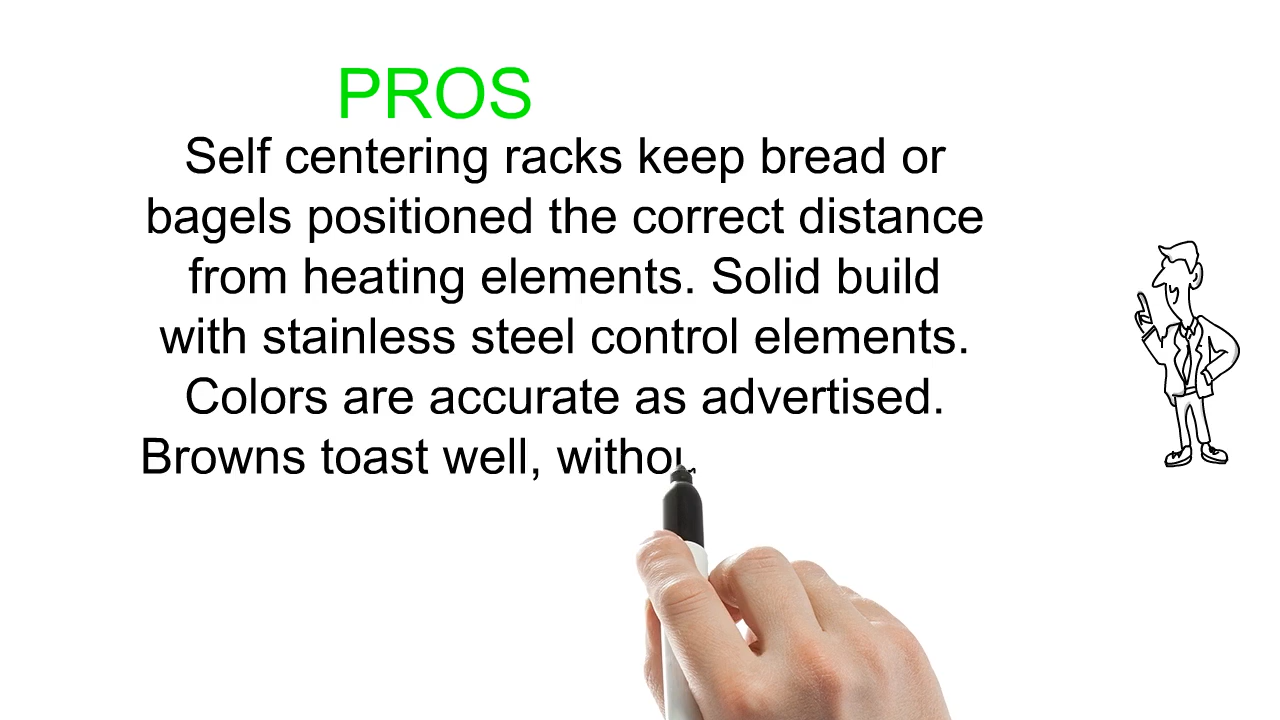 PROS
Self centering racks keep bread or
bagels positioned the correct distance
from heating elements. Solid build
with stainless steel control elements.
Colors are accurate as advertised.
Browns toast well,